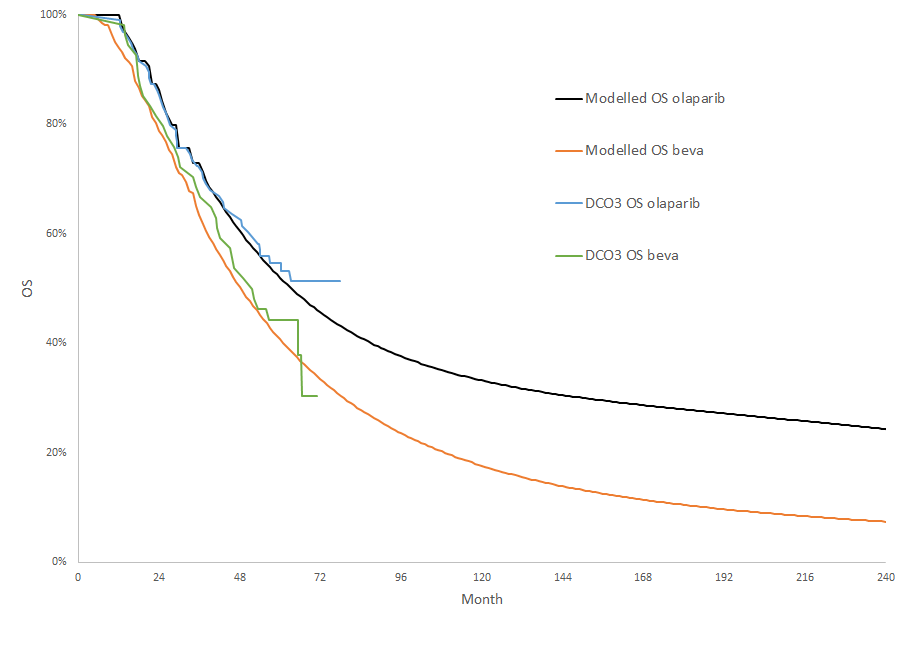 100%
80%
60%
40%
20%
0%
OS
Modelled OS olaparib
Modelled OS beva
DCO3 OS olaparib
DCO3 OS beva
0 24 48 72 96 120 144 168 192 216 240
Month